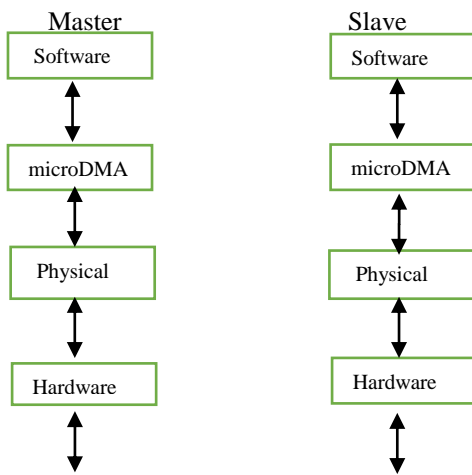 Master
Software
microDMA
Physical
Hardware
Slave
Software
microDMA
Physical
Hardware